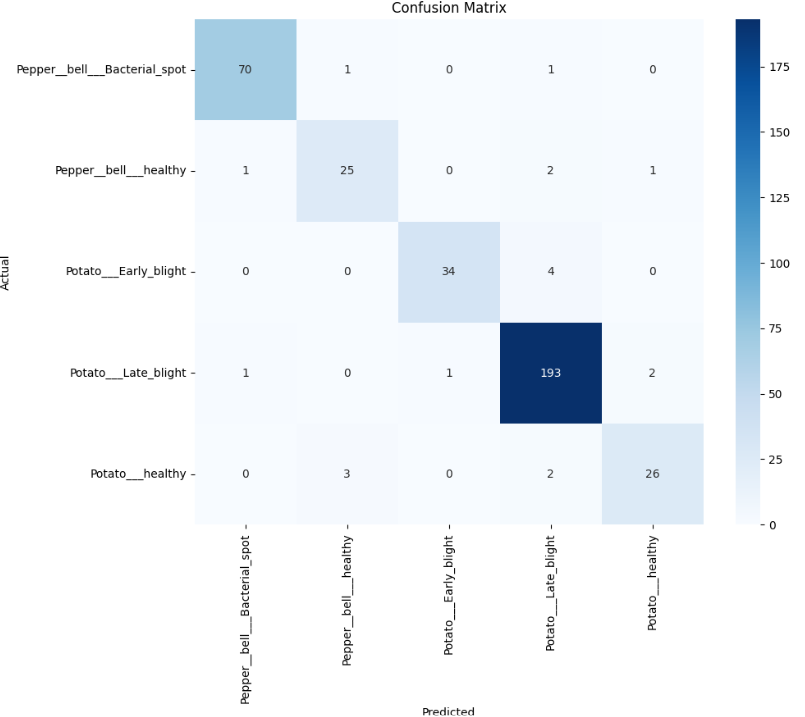 Confusion Matrix
Pepper__bell___Bacterial_spot 70 1 0 1 0
Pepper__bell___healthy 1 25 0 2 1
Potato___Early_blight 0 0 34 4 0
Potato___Late_blight 1 0 1 193 2
Potato___healthy 0 3 0 2 26
Actual
Pepper__bell___Bacterial_spot
Pepper__bell___healthy
Potato___Early_blight
Potato___Late_blight
Potato___healthy
Predicted
175
150
125
100
75
50
25
0